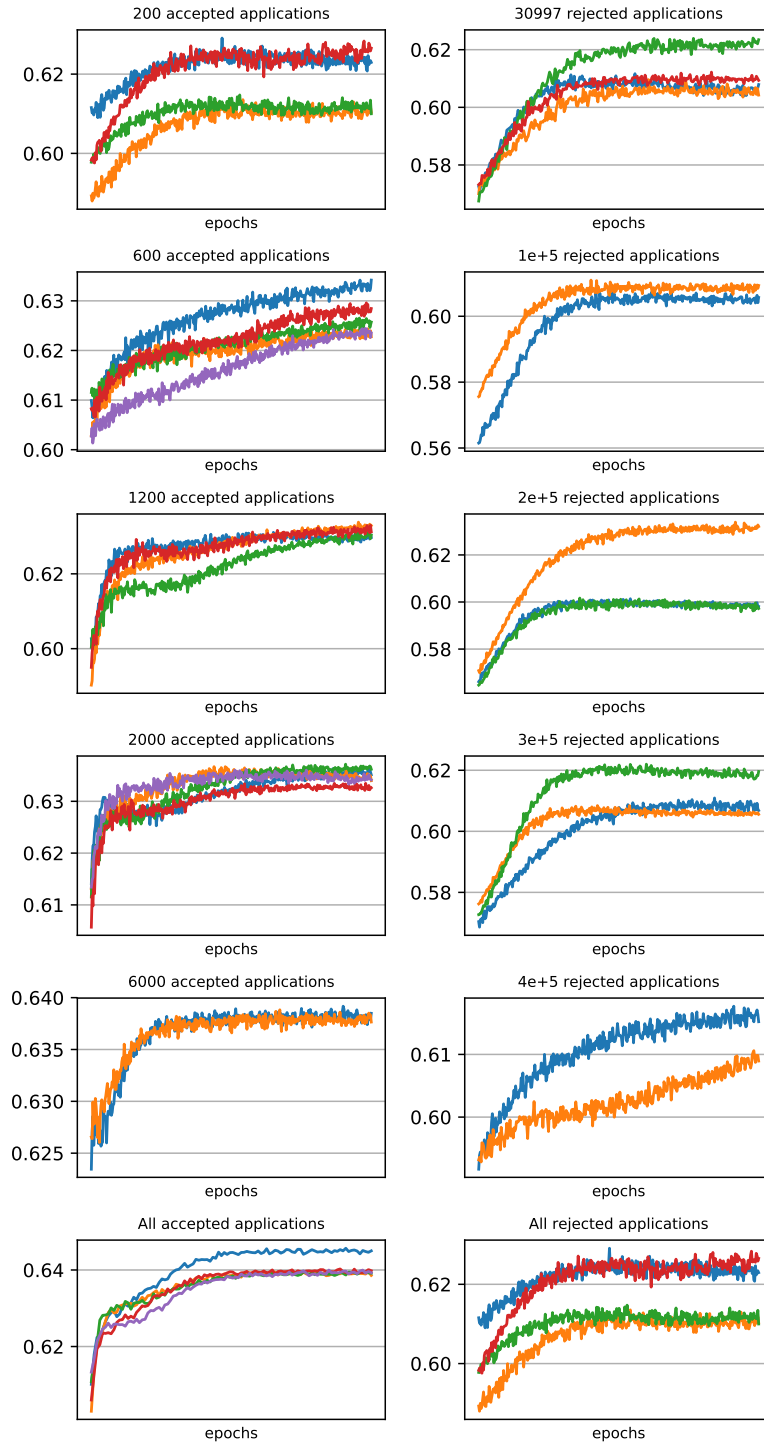 200 accepted applications
0.62
0.60
epochs
30997 rejected applications
0.62
0.60
0.58
epochs
600 accepted applications
0.63
0.62
0.61
0.60
epochs
1e+5 rejected applications
0.60
0.58
0.56
epochs
1200 accepted applications
0.62
0.60
epochs
2e+5 rejected applications
0.62
0.60
0.58
epochs
2000 accepted applications
0.63
0.62
0.61
epochs
3e+5 rejected applications
0.62
0.60
0.58
epochs
6000 accepted applications
0.640
0.635
0.630
0.625
epochs
4e+5 rejected applications
0.61
0.60
epochs
All accepted applications
0.64
0.62
epochs
All rejected applications
0.62
0.60
epochs